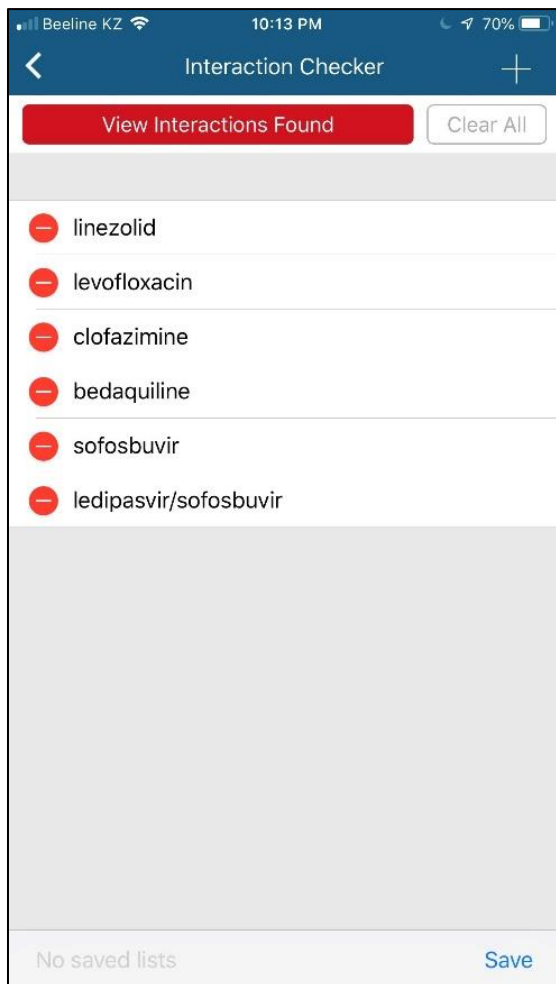 Beeline KZ 10:13 PM 70%
Interaction Checker
View Interactions Found Clear All
linezolid
levofloxacin
clofazimine
bedaquiline
sofosbuvir
ledipasvir/sofosbuvir
No saved lists Save